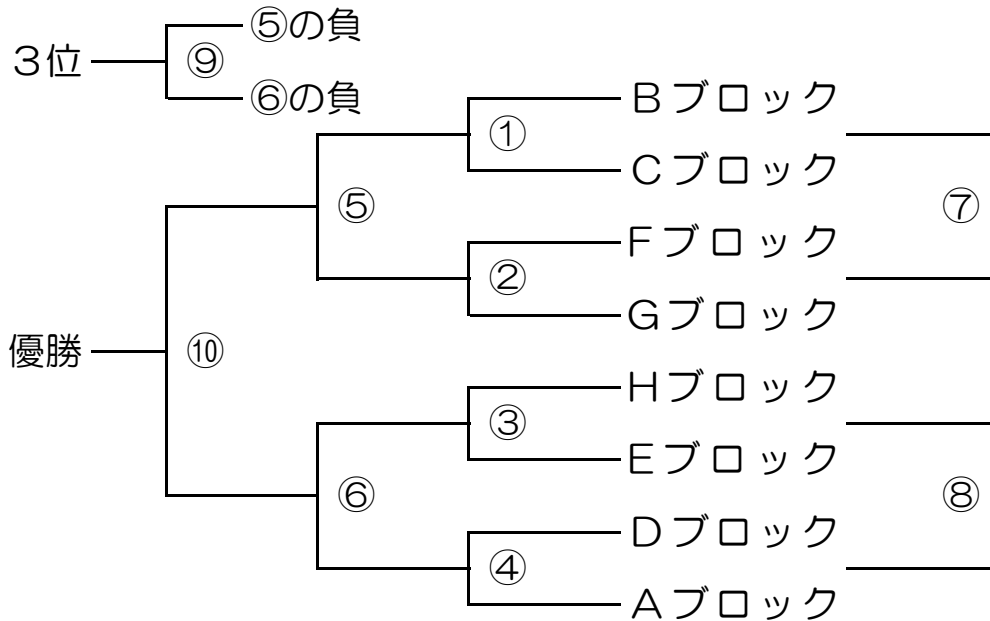 ⑤の負
3位
⑨
⑥の負
Bブロック
①
Cブロック
⑤
⑦
Fブロック
②
Gブロック
優勝
⑩
Hブロック
③
Eブロック
⑥
⑧
Dブロック
④
Aブロック